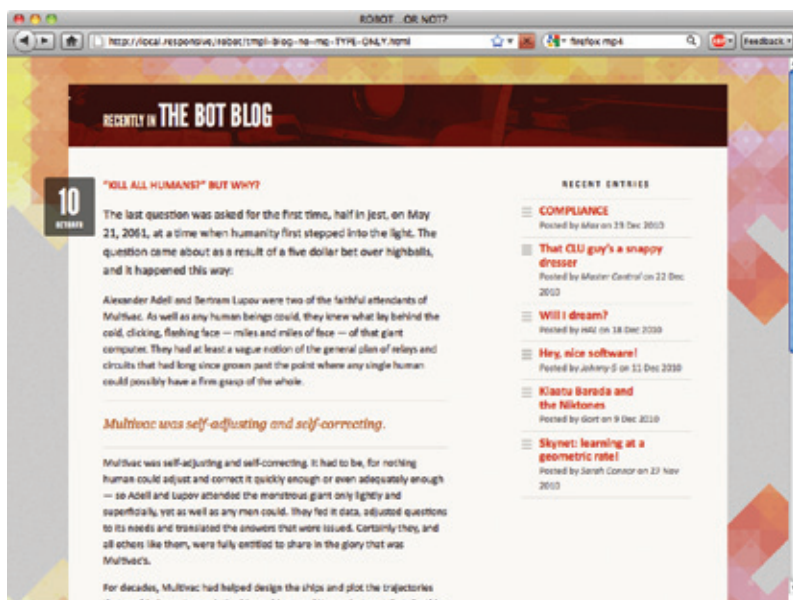 ROBOT...OR NOT?
http://local.responsive/robot/tmpl-blog-no-mq-TYPE-ONLY.html
firefox mp4
Feedback
RECENTLY IN THE BOT BLOG
10
OCTOBER
"KILL ALL HUMANS?" BUT WHY?
The last question was asked for the first time, half in jest, on May
21, 2061, at a time when humanity first stepped into the light. The
question came about as a result of a five dollar bet over highballs,
and it happened this way:
Alexander Adell and Bertram Lupov were two of the faithful attendants of
Multivac. As well as any human beings could, they knew what lay behind the
cold, clicking, flashing face — miles and miles of face — of that giant
computer. They had at least a vague notion of the general plan of relays and
circuits that had long since grown past the point where any single human
could possibly have a firm grasp of the whole.
Multivac was self-adjusting and self-correcting.
Multivac was self-adjusting and self-correcting. It had to be, for nothing
human could adjust and correct it quickly enough or even adequately enough
— so Adell and Lupov attended the monstrous giant only lightly and
superficially, yet as well as any men could. They fed it data, adjusted questions
to its needs and translated the answers that were issued. Certainly they, and
all others like them, were fully entitled to share in the glory that was
Multivac's.
For decades, Multivac had helped design the ships and plot the trajectories
RECENT ENTRIES
COMPLIANCE
Posted by Max on 23 Dec 2010
That CLU guy's a snappy
dresser
Posted by Master Control on 22 Dec
2010
Will I dream?
Posted by HAL on 18 Dec 2010
Hey, nice software!
Posted by Johnny-5 on 11 Dec 2010
Klaatu Barada and
the Niktones
Posted by Gort on 9 Dec 2010
Skynet: learning at a
geometric rate!
Posted by Sarah Connor on 27 Nov
2010